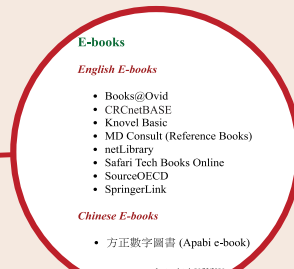 E-books
English E-books
• Books@Ovid
• CRCnetBASE
• Knovel Basic
• MD Consult (Reference Books)
• netLibrary
• Safari Tech Books Online
• SourceOECD
• SpringerLink
Chinese E-books
• 方正數字圖書 (Apabi e-book)